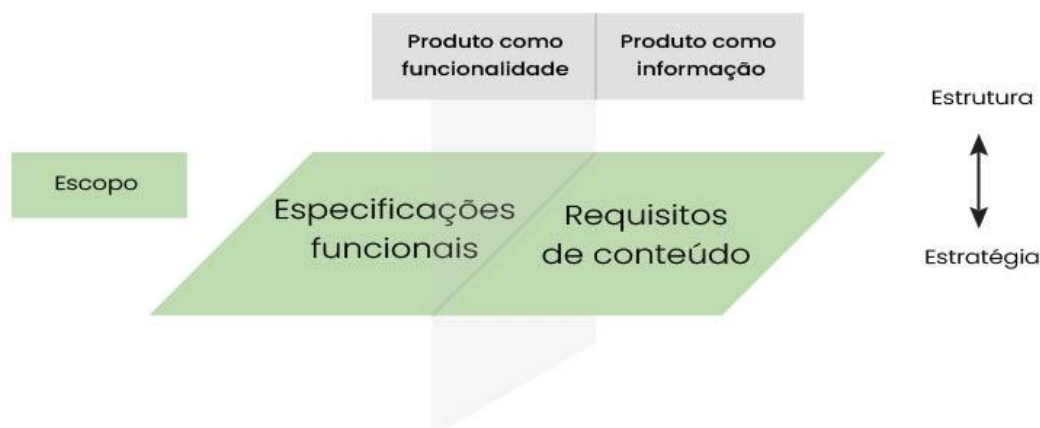 Produto como
funcionalidade
Produto como
informação
Estrutura
Escopo
Especificações
funcionais
Requisitos
de conteúdo
Estratégia